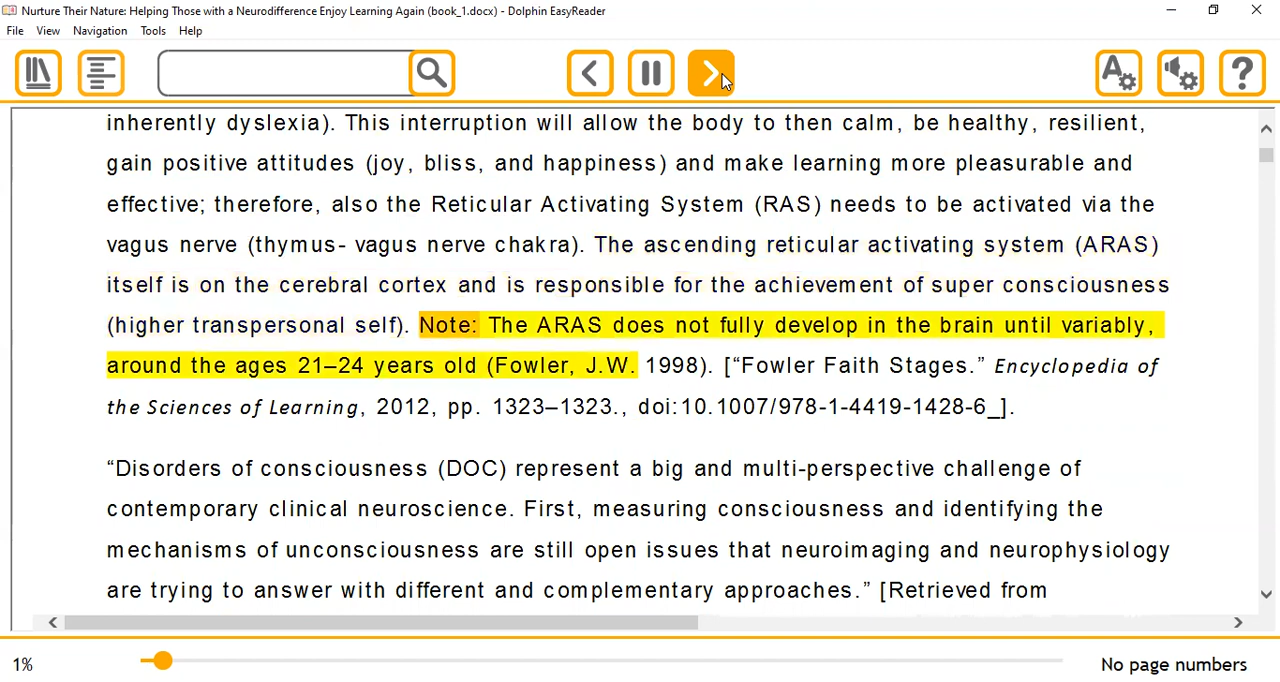 Nurture Their Nature: Helping Those with a Neurodifference Enjoy Learning Again (book_1.docx) - Dolphin EasyReader
File View Navigation Tools Help
inherently dyslexia). This interruption will allow the body to then calm, be healthy, resilient,
gain positive attitudes (joy, bliss, and happiness) and make learning more pleasurable and
effective; therefore, also the Reticular Activating System (RAS) needs to be activated via the
vagus nerve (thymus- vagus nerve chakra). The ascending reticular activating system (ARAS)
itself is on the cerebral cortex and is responsible for the achievement of super consciousness
(higher transpersonal self). Note: The ARAS does not fully develop in the brain until variably,
around the ages 21–24 years old (Fowler, J.W. 1998). [“Fowler Faith Stages.” Encyclopedia of
the Sciences of Learning, 2012, pp. 1323–1323., doi:10.1007/978-1-4419-1428-6_].
“Disorders of consciousness (DOC) represent a big and multi-perspective challenge of
contemporary clinical neuroscience. First, measuring consciousness and identifying the
mechanisms of unconsciousness are still open issues that neuroimaging and neurophysiology
are trying to answer with different and complementary approaches.” [Retrieved from
1%
No page numbers